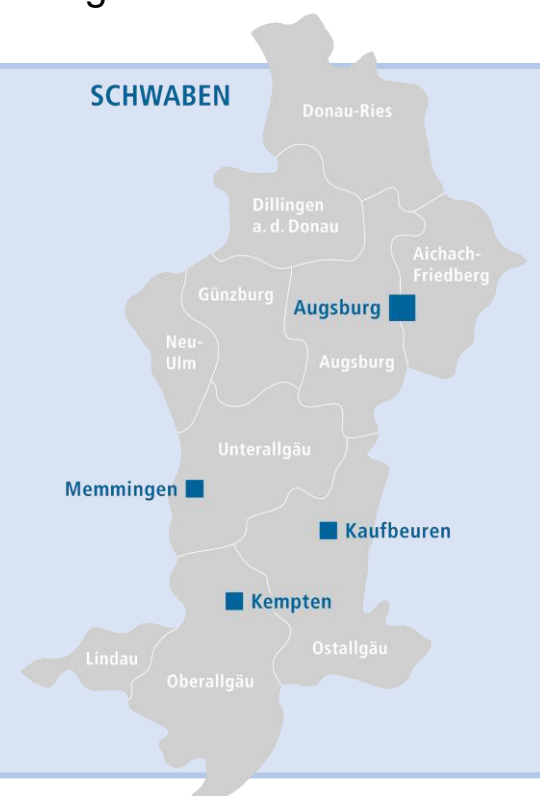 SCHWABEN
Donau-Ries
Dillingen
a. d. Donau
Aichach-
Friedberg
Günzburg
Augsburg
Neu-
Ulm
Augsburg
Unterallgäu
Memmingen
Kaufbeuren
Kempten
Ostallgäu
Lindau
Oberallgäu